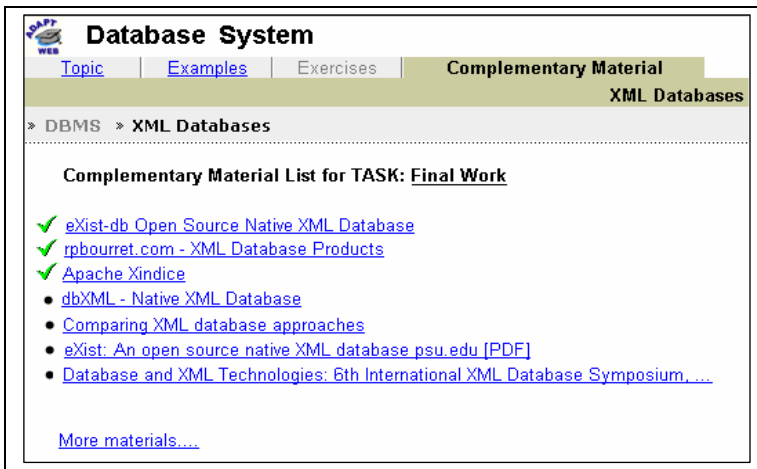 ADAPT
WEB
Database System
Topic Examples Exercises Complementary Material
XML Databases
» DBMS » XML Databases
Complementary Material List for TASK: Final Work
eXist-db Open Source Native XML Database
rpbourret.com - XML Database Products
Apache Xindice
• dbXML - Native XML Database
• Comparing XML database approaches
• eXist: An open source native XML database psu.edu [PDF]
• Database and XML Technologies: 6th International XML Database Symposium, ...
More materials....